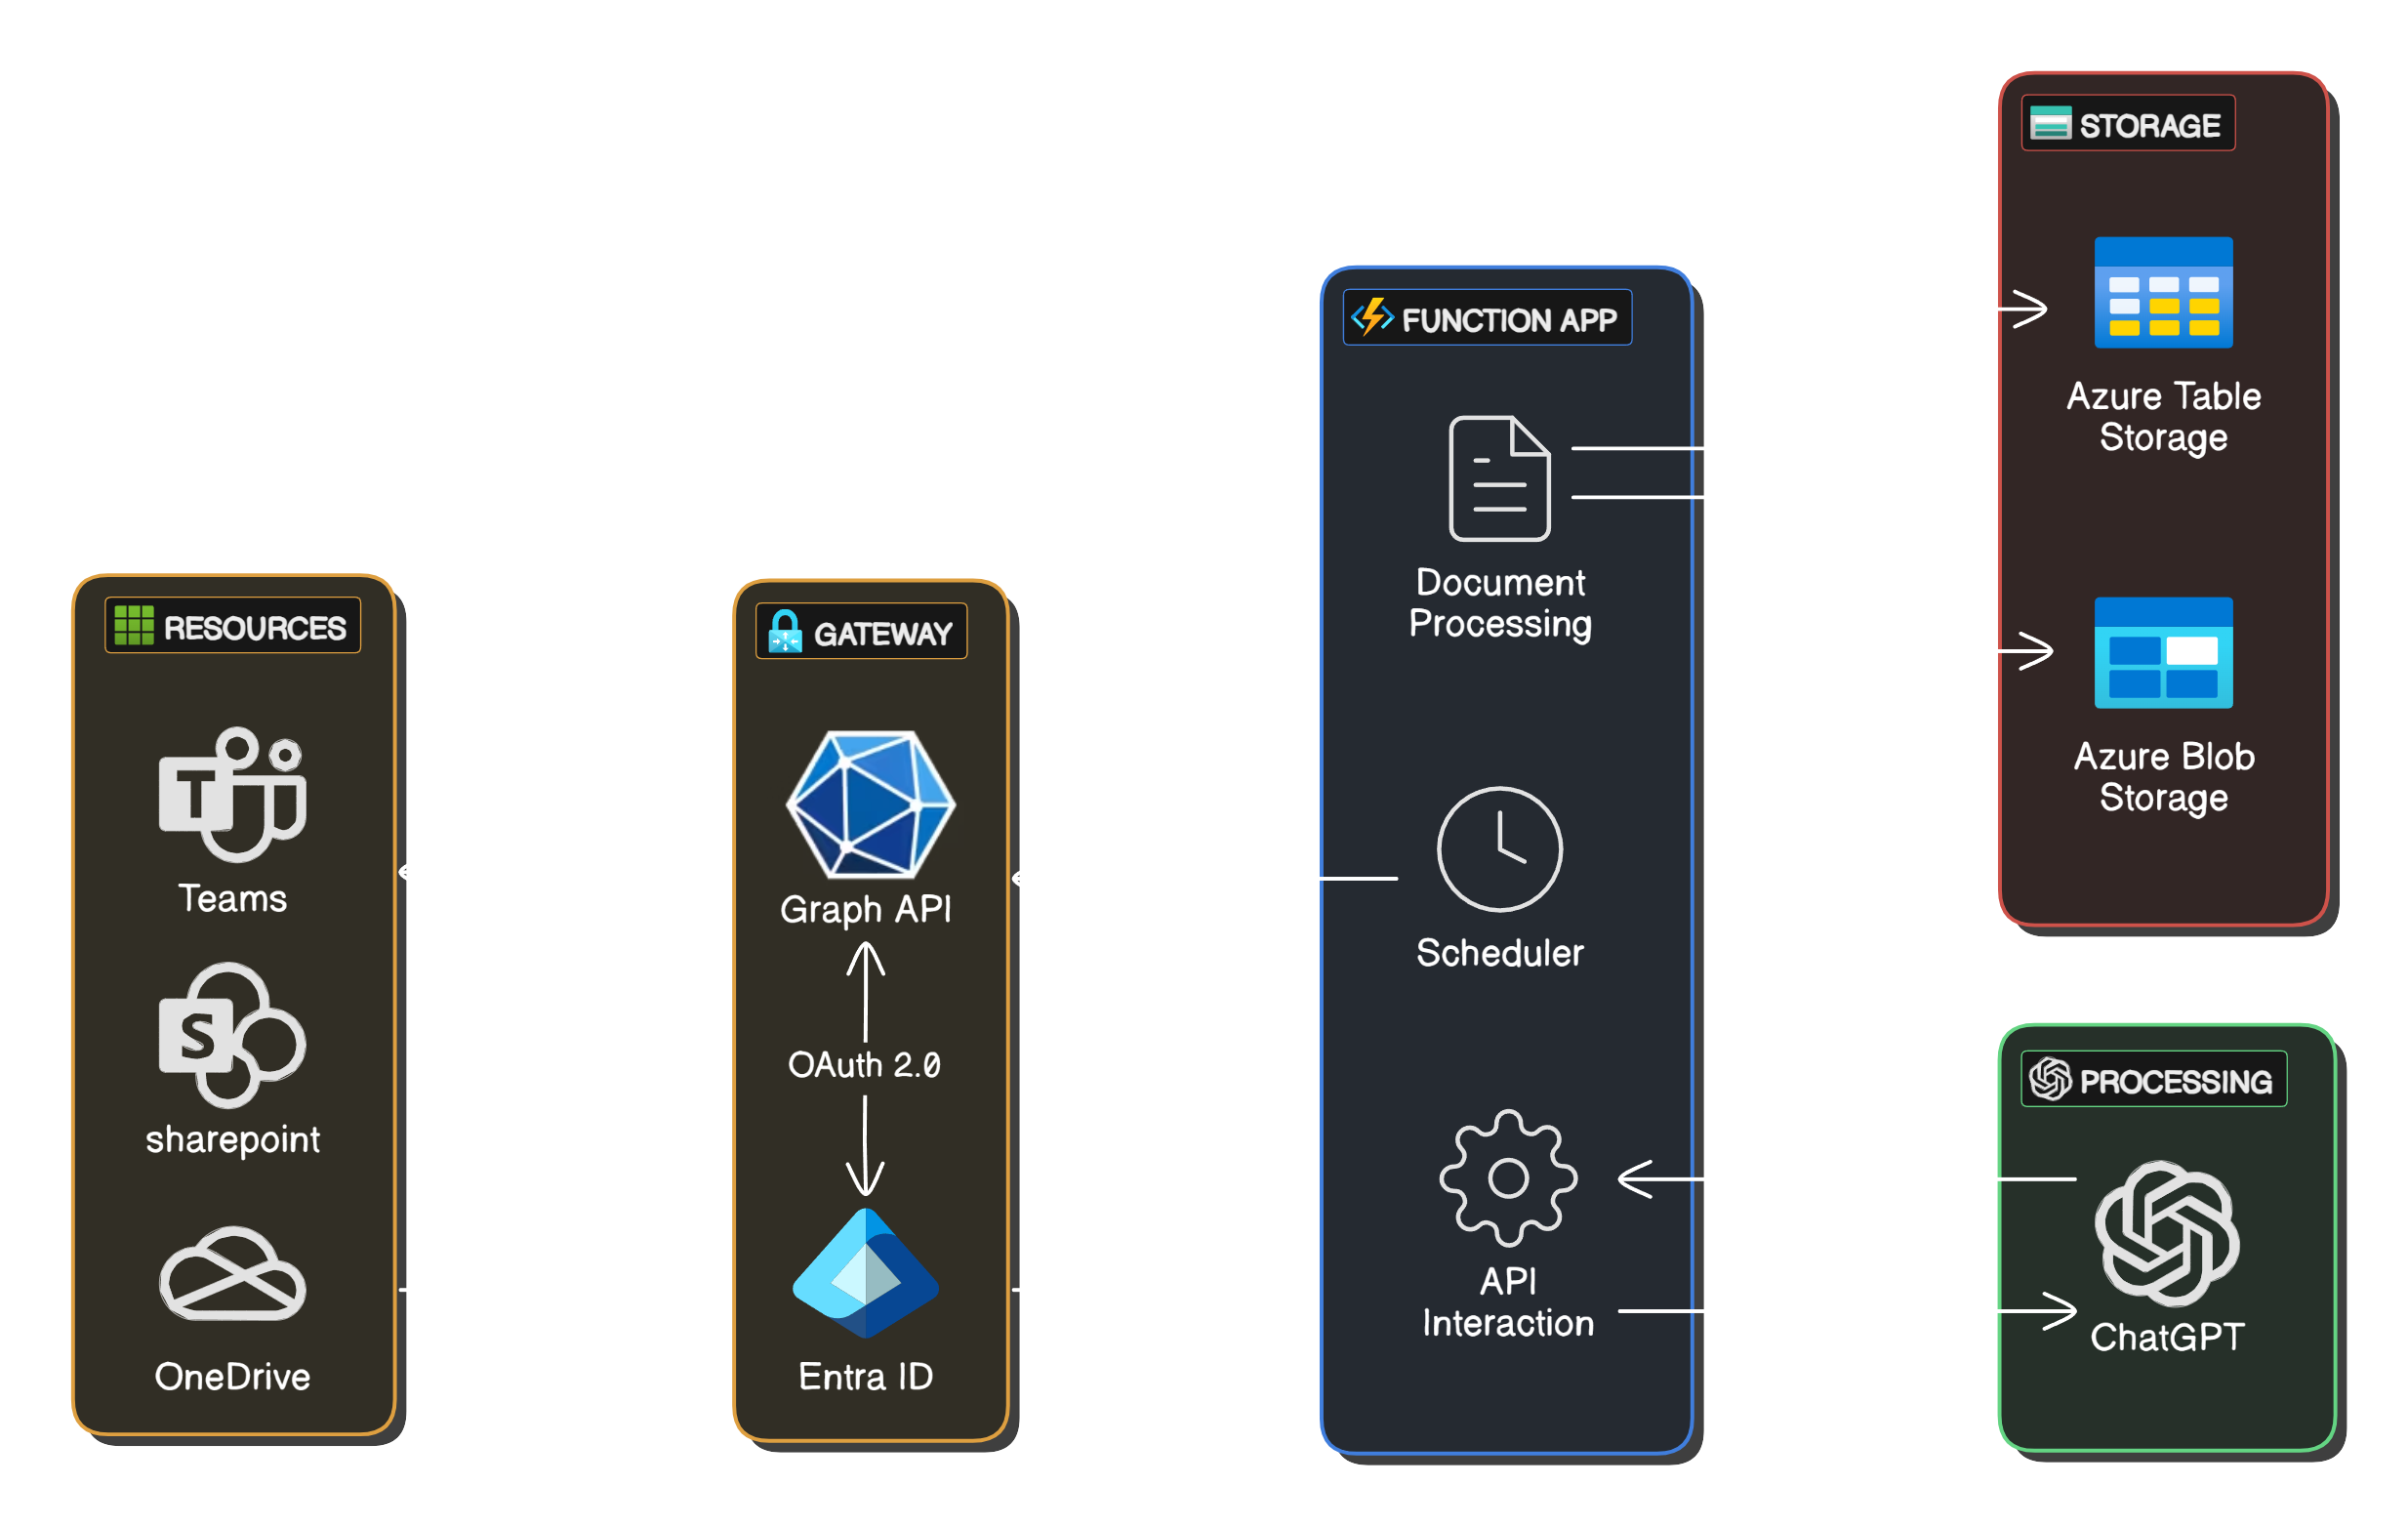 RESOURCES
Teams
sharepoint
OneDrive
GATEWAY
Graph API
OAuth 2.0
Entra ID
FUNCTION APP
Document
Processing
Scheduler
API
Interaction
STORAGE
Azure Table
Storage
Azure Blob
Storage
PROCESSING
ChatGPT